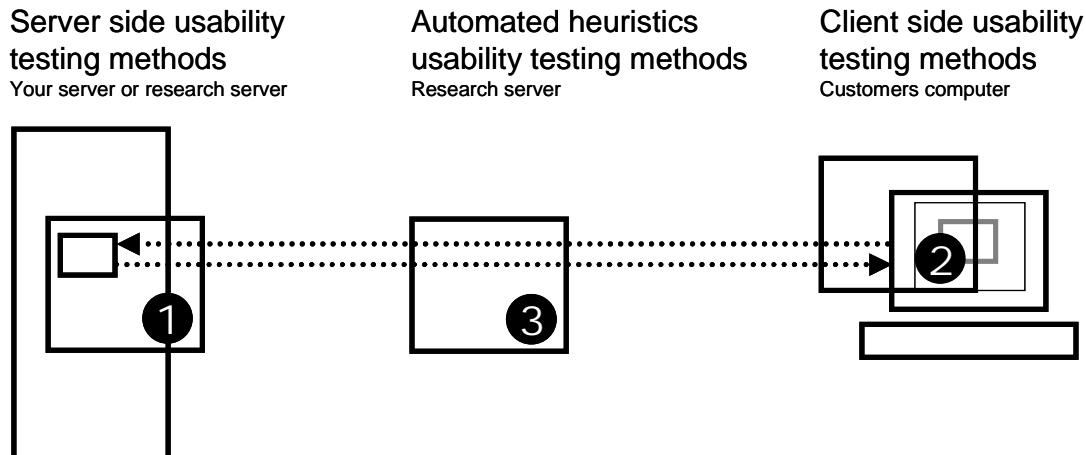 Server side usability
testing methods
Your server or research server
Automated heuristics
usability testing methods
Research server
Client side usability
testing methods
Customers computer
1
3
2